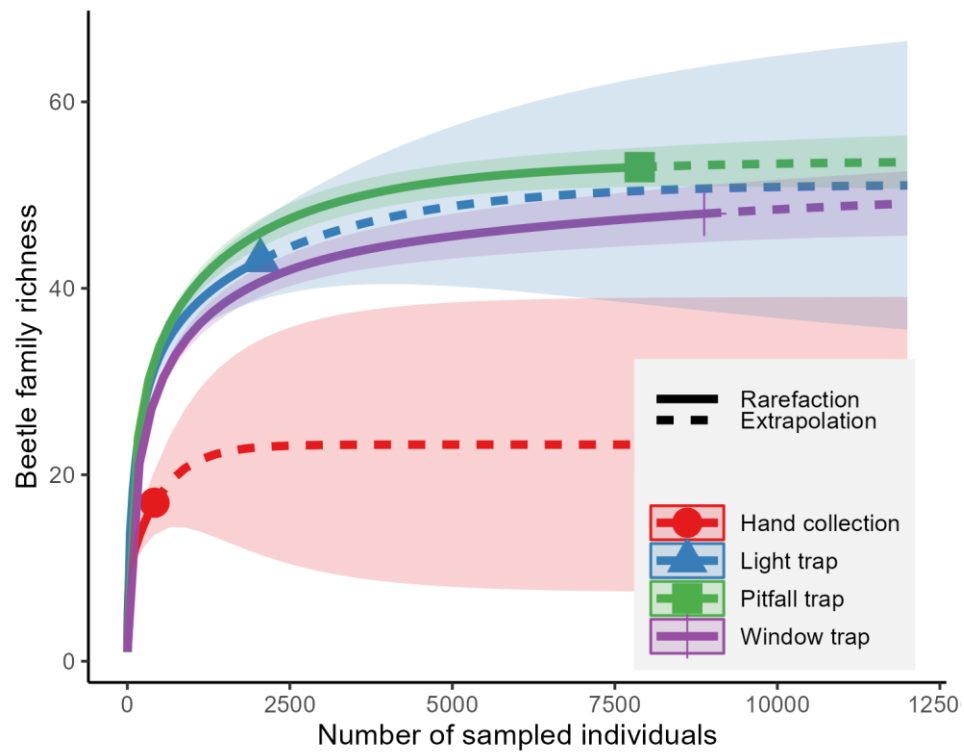 Beetle family richness
60
40
20
0
Rarefaction
Extrapolation
Hand collection
Light trap
Pitfall trap
Window trap
0 2500 5000 7500 10000 1250
Number of sampled individuals